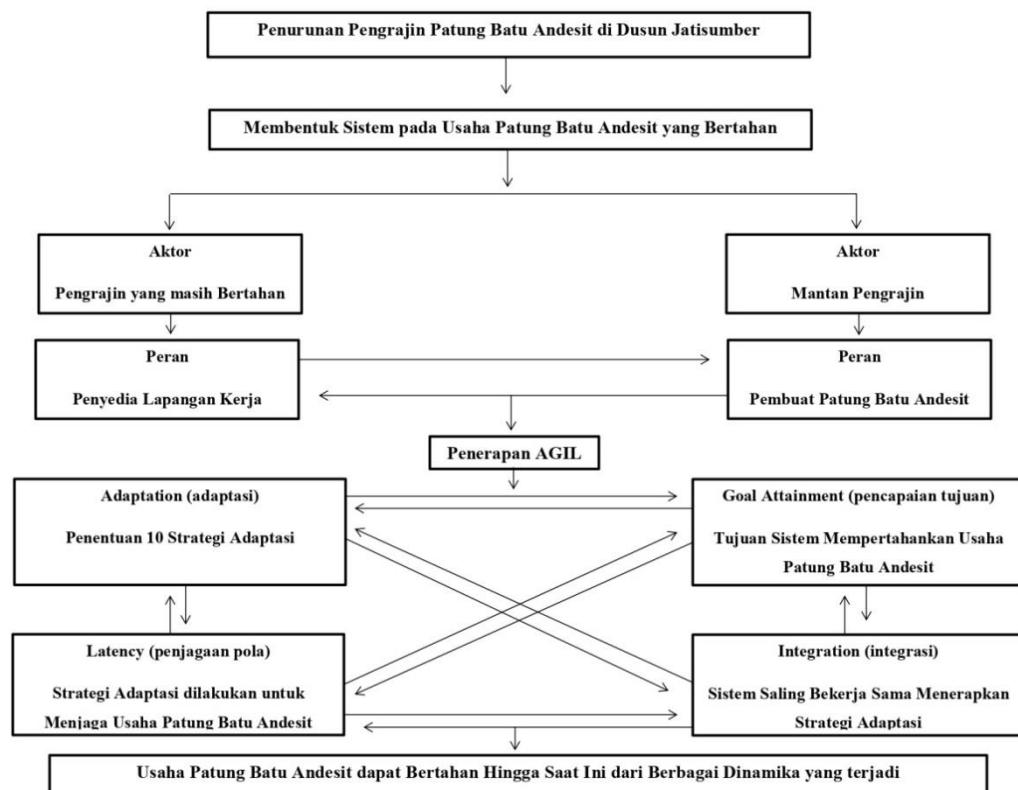 Penurunan Pengrajin Patung Batu Andesit di Dusun Jatisumber
Membentuk Sistem pada Usaha Patung Batu Andesit yang Bertahan
Aktor
Pengrajin yang masih Bertahan
Aktor
Mantan Pengrajin
Peran
Penyedia Lapangan Kerja
Peran
Pembuat Patung Batu Andesit
Penerapan AGIL
Adaptation (adaptasi)
Penentuan 10 Strategi Adaptasi
Goal Attainment (pencapaian tujuan)
Tujuan Sistem Mempertahankan Usaha
Patung Batu Andesit
Latency (penjagaan pola)
Strategi Adaptasi dilakukan untuk
Menjaga Usaha Patung Batu Andesit
Integration (integrasi)
Sistem Saling Bekerja Sama Menerapkan
Strategi Adaptasi
Usaha Patung Batu Andesit dapat Bertahan Hingga Saat Ini dari Berbagai Dinamika yang terjadi